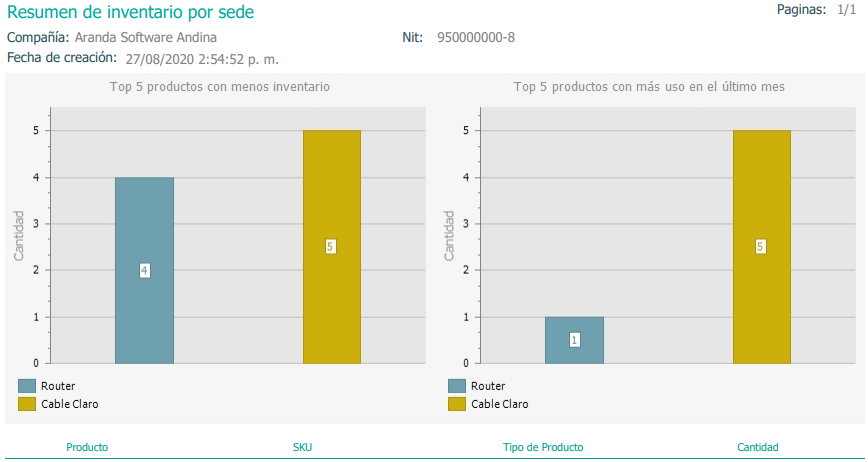 Resumen de inventario por sede
Paginas: 1/1
Compañía: Aranda Software Andina
Nit: 950000000-8
Fecha de creación: 27/08/2020 2:54:52 p. m.
Top 5 productos con menos inventario
Cantidad
5
4
3
2
1
0
4
5
Router
Cable Claro
Top 5 productos con más uso en el último mes
Cantidad
5
4
3
2
1
0
1
5
Router
Cable Claro
Producto SKU Tipo de Producto Cantidad